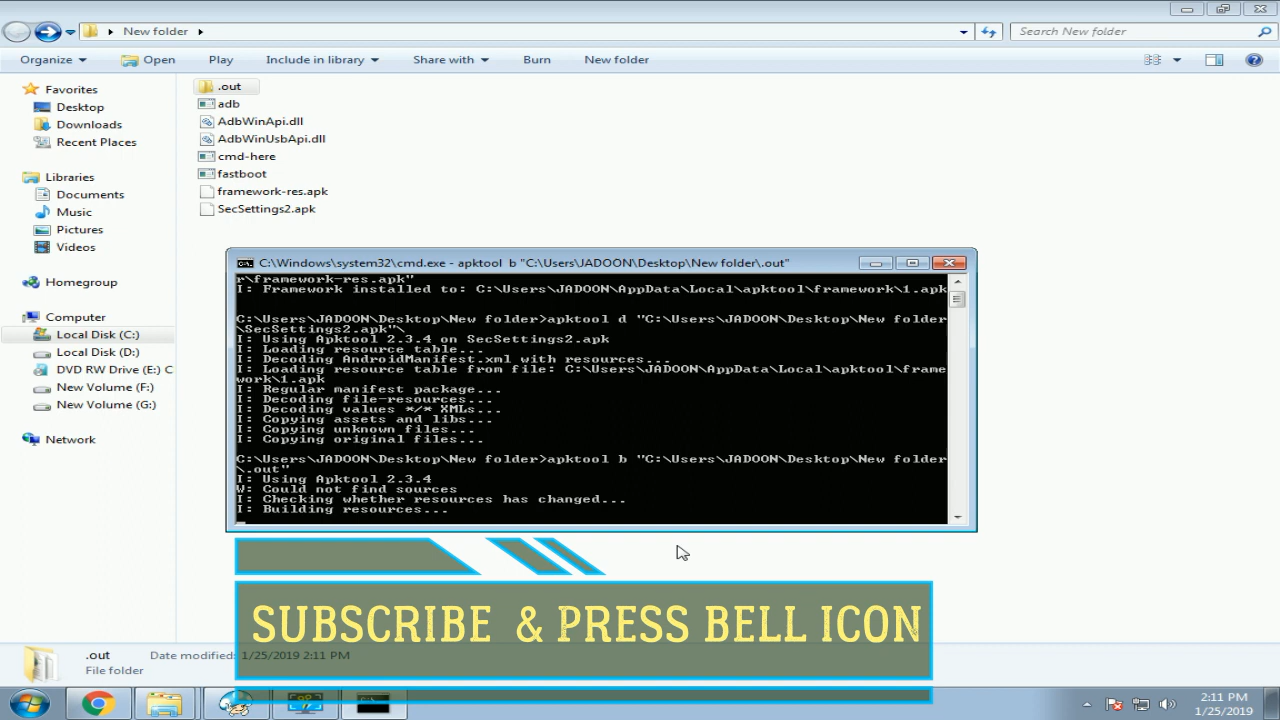 New folder
Search New folder
Organize
Open
Play
Include in library
Share with
Burn
New folder
Favorites
Desktop
Downloads
Recent Places
Libraries
Documents
Music
Pictures
Videos
Homegroup
Computer
Local Disk (C:)
Local Disk (D:)
DVD RW Drive (E:) C
New Volume (F:)
New Volume (G:)
Network
.out
adb
AdbWinApi.dll
AdbWinUsbApi.dll
cmd-here
fastboot
framework-res.apk
SecSettings2.apk
C:\Windows\system32\cmd.exe - apktool b "C:\Users\JADOON\Desktop\New folder\.out"
r\framework-res.apk"
I: Framework installed to: C:\Users\JADOON\AppData\Local\apktool\framework\1.apk
C:\Users\JADOON\Desktop\New folder>apktool d "C:\Users\JADOON\Desktop\New folder
\SecSettings2.apk"\
I: Using Apktool 2.3.4 on SecSettings2.apk
I: Loading resource table...
I: Decoding AndroidManifest.xml with resources...
I: Loading resource table from file: C:\Users\JADOON\AppData\Local\apktool\frame
work\1.apk
I: Regular manifest package...
I: Decoding file-resources...
I: Decoding values */* XMLs...
I: Copying assets and libs...
I: Copying unknown files...
I: Copying original files...
C:\Users\JADOON\Desktop\New folder>apktool b "C:\Users\JADOON\Desktop\New folder
\.out"
I: Using Apktool 2.3.4
W: Could not find sources
I: Checking whether resources has changed...
I: Building resources...
SUBSCRIBE & PRESS BELL ICON
.out
Date modified: 1/25/2019 2:11 PM
File folder
2:11 PM
1/25/2019